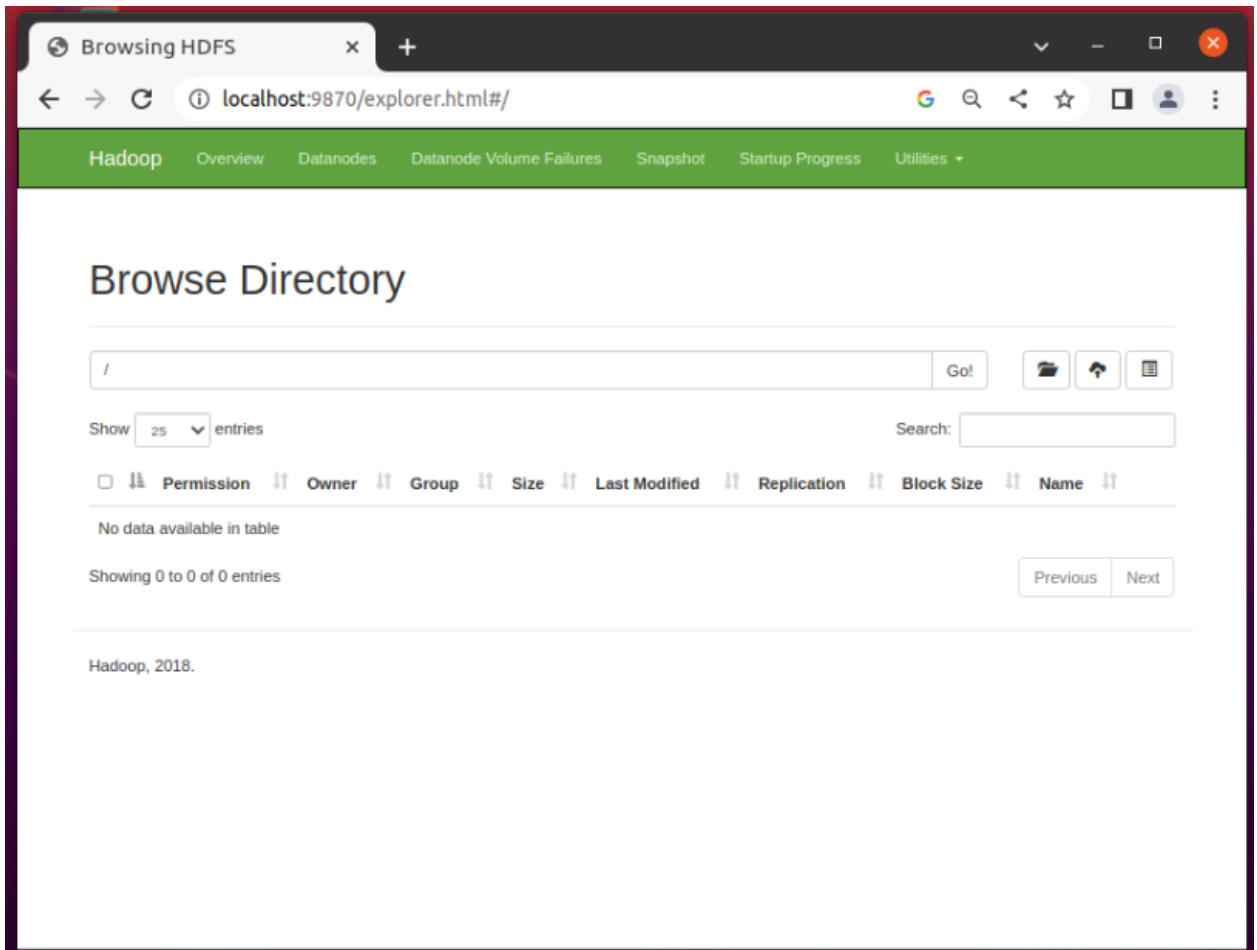 Browsing HDFS
localhost:9870/explorer.html#/
Hadoop Overview Datanodes Datanode Volume Failures Snapshot Startup Progress Utilities
Browse Directory
/ Go!
Show 25 entries Search:
Permission Owner Group Size Last Modified Replication Block Size Name
No data available in table
Showing 0 to 0 of 0 entries Previous Next
Hadoop, 2018.